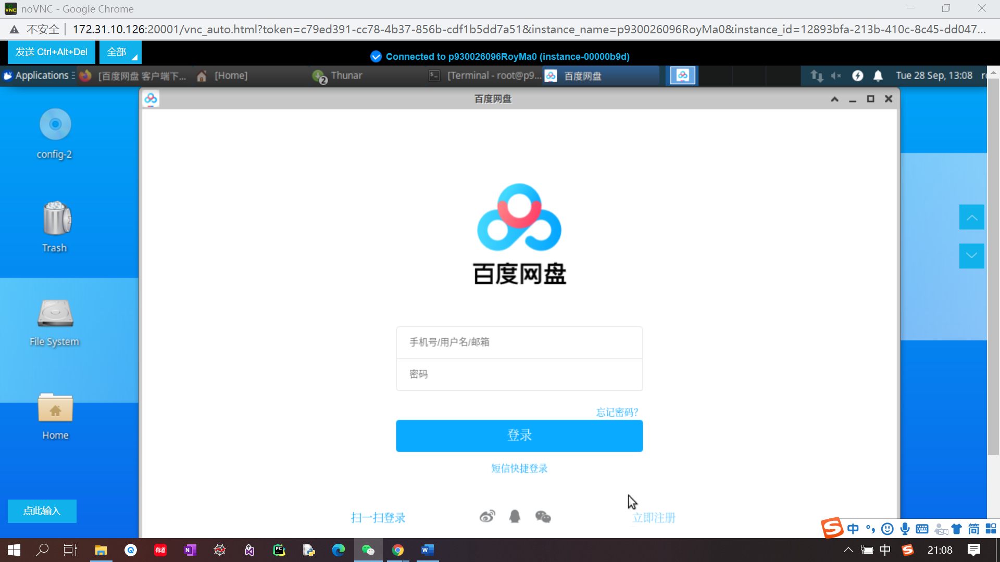 noVNC - Google Chrome
不安全
172.31.10.126:20001/vnc_auto.html?token=c79ed391-cc78-4b37-856b-cdf1b5dd7a51&instance_name=p930026096RoyMa0&instance_id=12893bfa-213b-410c-8c45-dd047...
发送 Ctrl+Alt+Del
全部
Connected to p930026096RoyMa0 (instance-00000b9d)
Applications
[百度网盘 客户端下...
[Home]
2
Thunar
[Terminal - root@p9...
百度网盘
Tue 28 Sep, 13:08
百度网盘
config-2
Trash
File System
Home
百度网盘
手机号/用户名/邮箱
密码
忘记密码?
登录
短信快捷登录
扫一扫登录
立即注册
点此输入
中
简
有道
中
21:08